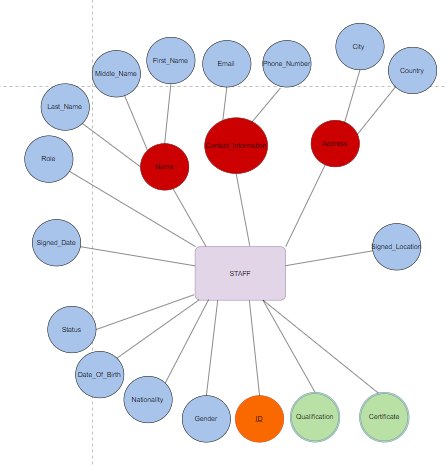 City
First_Name
Email
Phone_Number
Country
Middle_Name
Last_Name
Contact_Information
Address
Role
Name
Signed_Date
Signed_Location
STAFF
Status
Date_Of_Birth
Nationality
Gender
ID
Qualification
Certificate